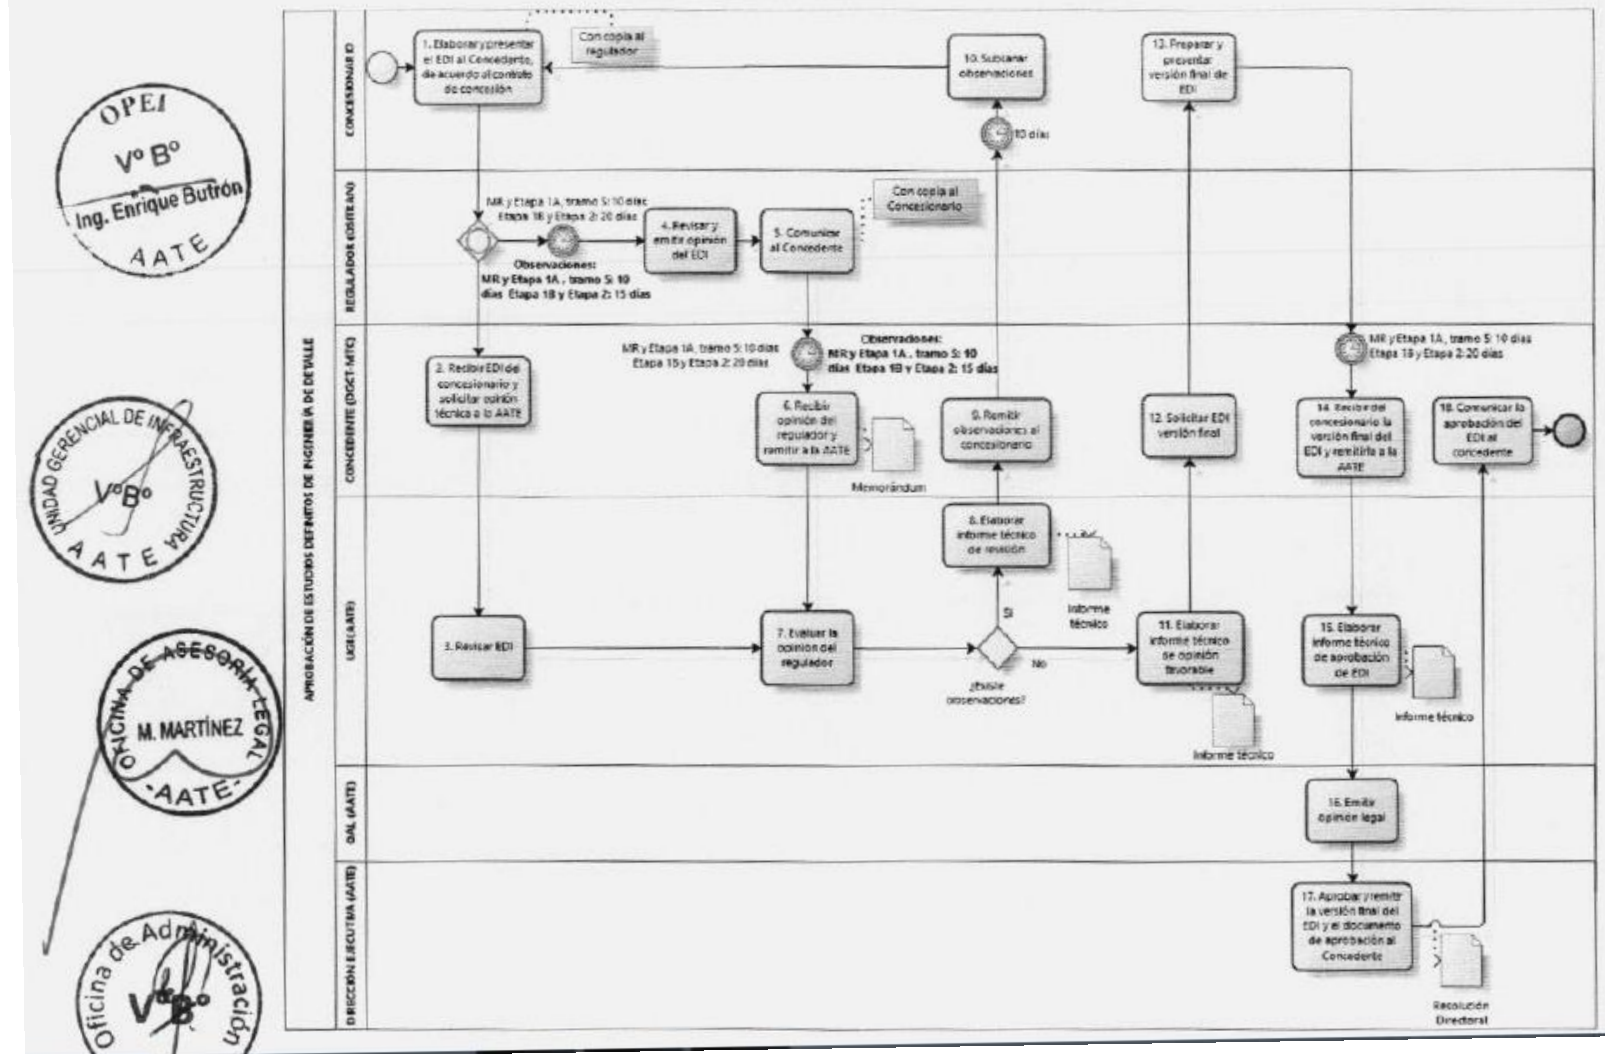 OPEI
Vº Bº
Ing. Enrique Butrón
AATE
UNIDAD GERENCIAL DE INFRAESTRUCTURA
VºBº
AATE
OFICINA DE ASESORÍA LEGAL
M. MARTÍNEZ
-AATE-
Oficina de Administración
VºBº
APROBACIÓN DE ESTUDIOS DEFINITOS DE INGENIERÍA DE DETALLE
CONCESIONARIO
1. Elaborar y presentar
el EDI al Concedente,
de acuerdo al contrato
de concesión
Con copia al
regulador
10. Subsanar
observaciones
10 días
13. Preparar y
presentar
versión final de
EDI
REGULADOR (OSITRAN)
MR y Etapa 1A, tramo 5: 10 días
Etapa 1B y Etapa 2: 20 días
Observaciones:
MR y Etapa 1A , tramo 5: 10
días Etapa 1B y Etapa 2: 15 días
4. Revisar y
emitir opinión
del EDI
5. Comunicar
al Concedente
Con copia al
Concesionario
CONCEDENTE (DGCT-MTC)
2. Recibir EDI del
concesionario y
solicitar opinión
técnica a la AATE
MR y Etapa 1A, tramo 5: 10 días
Etapa 1B y Etapa 2: 20 días
Observaciones:
MR y Etapa 1A , tramo 5: 10
días Etapa 1B y Etapa 2: 15 días
6. Recibir
opinión del
regulador y
remitir a la AATE
Memorándum
9. Remitir
observaciones al
concesionario
12. Solicitar EDI
versión final
MR y Etapa 1A, tramo 5: 10 días
Etapa 1B y Etapa 2: 20 días
14. Recibir del
concesionario la
versión final del
EDI y remitirla a la
AATE
18. Comunicar la
aprobación del
EDI al
concedente
UGI (AATE)
3. Revisar EDI
7. Evaluar la
opinión del
regulador
8. Elaborar
informe técnico
de revisión
Informe
técnico
Si
No
¿Existe
observaciones?
11. Elaborar
informe técnico
de opinión
favorable
Informe técnico
15. Elaborar
informe técnico
de aprobación
de EDI
Informe técnico
OAL (AATE)
16. Emitir
opinión legal
DIRECCIÓN EJECUTIVA (AATE)
17. Aprobar y remitir
la versión final del
EDI y el documento
de aprobación al
Concedente
Resolución
Directoral